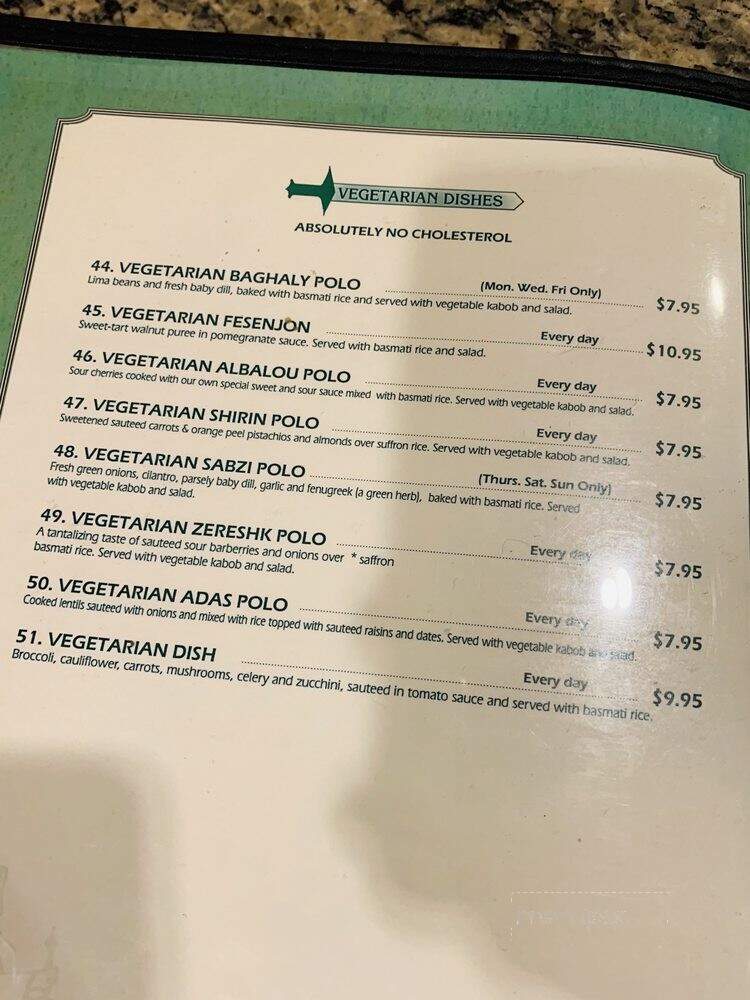 VEGETARIAN DISHES
ABSOLUTELY NO CHOLESTEROL
44. VEGETARIAN BAGHALY POLO (Mon. Wed. Fri Only) $7.95
Lima beans and fresh baby dill, baked with basmati rice and served with vegetable kabob and salad.
45. VEGETARIAN FESENJON Every day $10.95
Sweet-tart walnut puree in pomegranate sauce. Served with basmati rice and salad.
46. VEGETARIAN ALBALOU POLO Every day $7.95
Sour cherries cooked with our own special sweet and sour sauce mixed with basmati rice. Served with vegetable kabob and salad.
47. VEGETARIAN SHIRIN POLO Every day $7.95
Sweetened sauteed carrots & orange peel pistachios and almonds over suffron rice. Served with vegetable kabob and salad.
48. VEGETARIAN SABZI POLO (Thurs. Sat. Sun Only) $7.95
Fresh green onions, cilantro, parsely baby dill, garlic and fenugreek (a green herb), baked with basmati rice. Served
with vegetable kabob and salad.
49. VEGETARIAN ZERESHK POLO Every day $7.95
A tantalizing taste of sauteed sour barberries and onions over * saffron
basmati rice. Served with vegetable kabob and salad.
50. VEGETARIAN ADAS POLO Every day $7.95
Cooked lentils sauteed with onions and mixed with rice topped with sauteed raisins and dates. Served with vegetable kabob and salad.
51. VEGETARIAN DISH Every day $9.95
Broccoli, cauliflower, carrots, mushrooms, celery and zucchini, sauteed in tomato sauce and served with basmati rice.